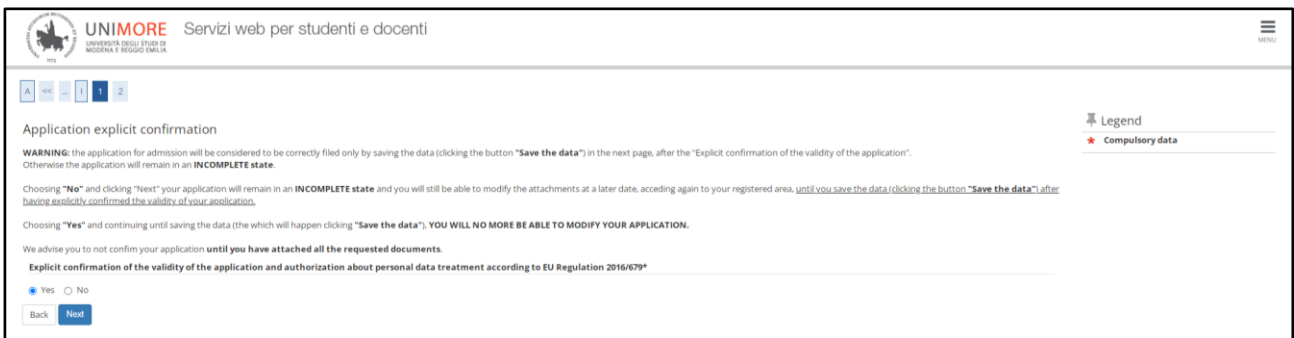 UNIMORE
UNIVERSITÀ DEGLI STUDI DI
MODENA E REGGIO EMILIA
Servizi web per studenti e docenti
MENU
A << ... I 1 2
Application explicit confirmation
WARNING: the application for admission will be considered to be correctly filed only by saving the data (clicking the button "Save the data") in the next page, after the "Explicit confirmation of the validity of the application".
Otherwise the application will remain in an INCOMPLETE state.
Choosing "No" and clicking "Next" your application will remain in an INCOMPLETE state and you will still be able to modify the attachments at a later date, acceding again to your registered area, until you save the data (clicking the button "Save the data") after
having explicitly confirmed the validity of your application.
Choosing "Yes" and continuing until saving the data (the which will happen clicking "Save the data"), YOU WILL NO MORE BE ABLE TO MODIFY YOUR APPLICATION.
We advise you to not confim your application until you have attached all the requested documents.
Explicit confirmation of the validity of the application and authorization about personal data treatment according to EU Regulation 2016/679*
Yes No
Back Next
Legend
Compulsory data